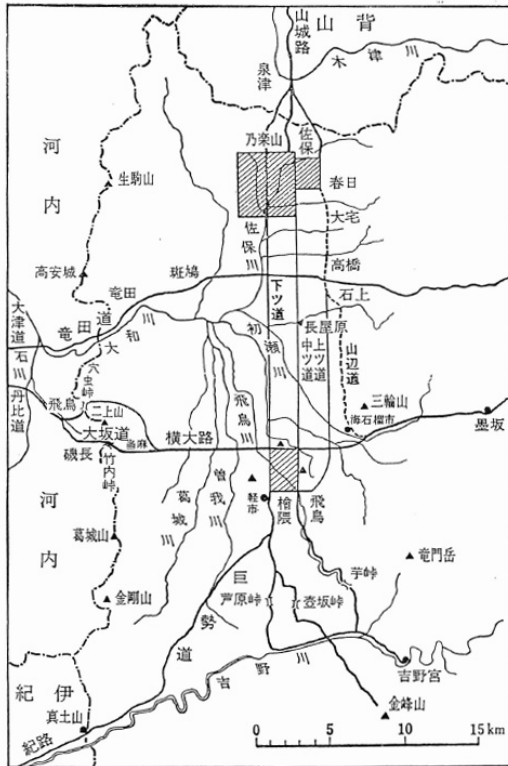 山背
山城路
泉津
木津川
乃楽山
佐保
河内
生駒山
春日
大宅
佐保川
高橋
高安城
斑鳩
竜田
下ツ道
石上
大津道
竜田道
大和川
初瀬川
長屋原
中ツ道
上ツ道
山辺道
石川
穴虫峠
丹比道
飛鳥
二上山
飛鳥川
三輪山
海石榴市
墨坂
大坂道
当麻
横大路
磯長
竹内峠
曽我川
葛城川
軽市
檜隈
飛鳥
河内
葛城山
芋峠
竜門岳
金剛山
巨勢道
芦原峠
壺坂峠
吉野川
吉野宮
紀伊
真土山
紀路
金峰山
0 5 10 15km